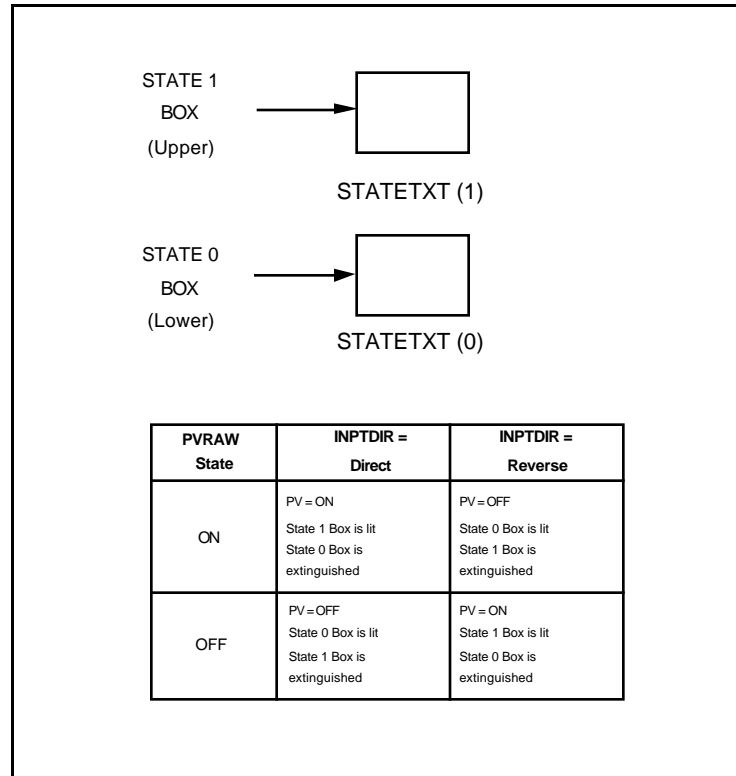 STATE 1
BOX
(Upper)
STATETXT (1)
STATE 0
BOX
(Lower)
STATETXT (0)
PVRAW
State
INPTDIR =
Direct
INPTDIR =
Reverse
ON
PV = ON
State 1 Box is lit
State 0 Box is
extinguished
PV = OFF
State 0 Box is lit
State 1 Box is
extinguished
OFF
PV = OFF
State 0 Box is lit
State 1 Box is
extinguished
PV = ON
State 1 Box is lit
State 0 Box is
extinguished